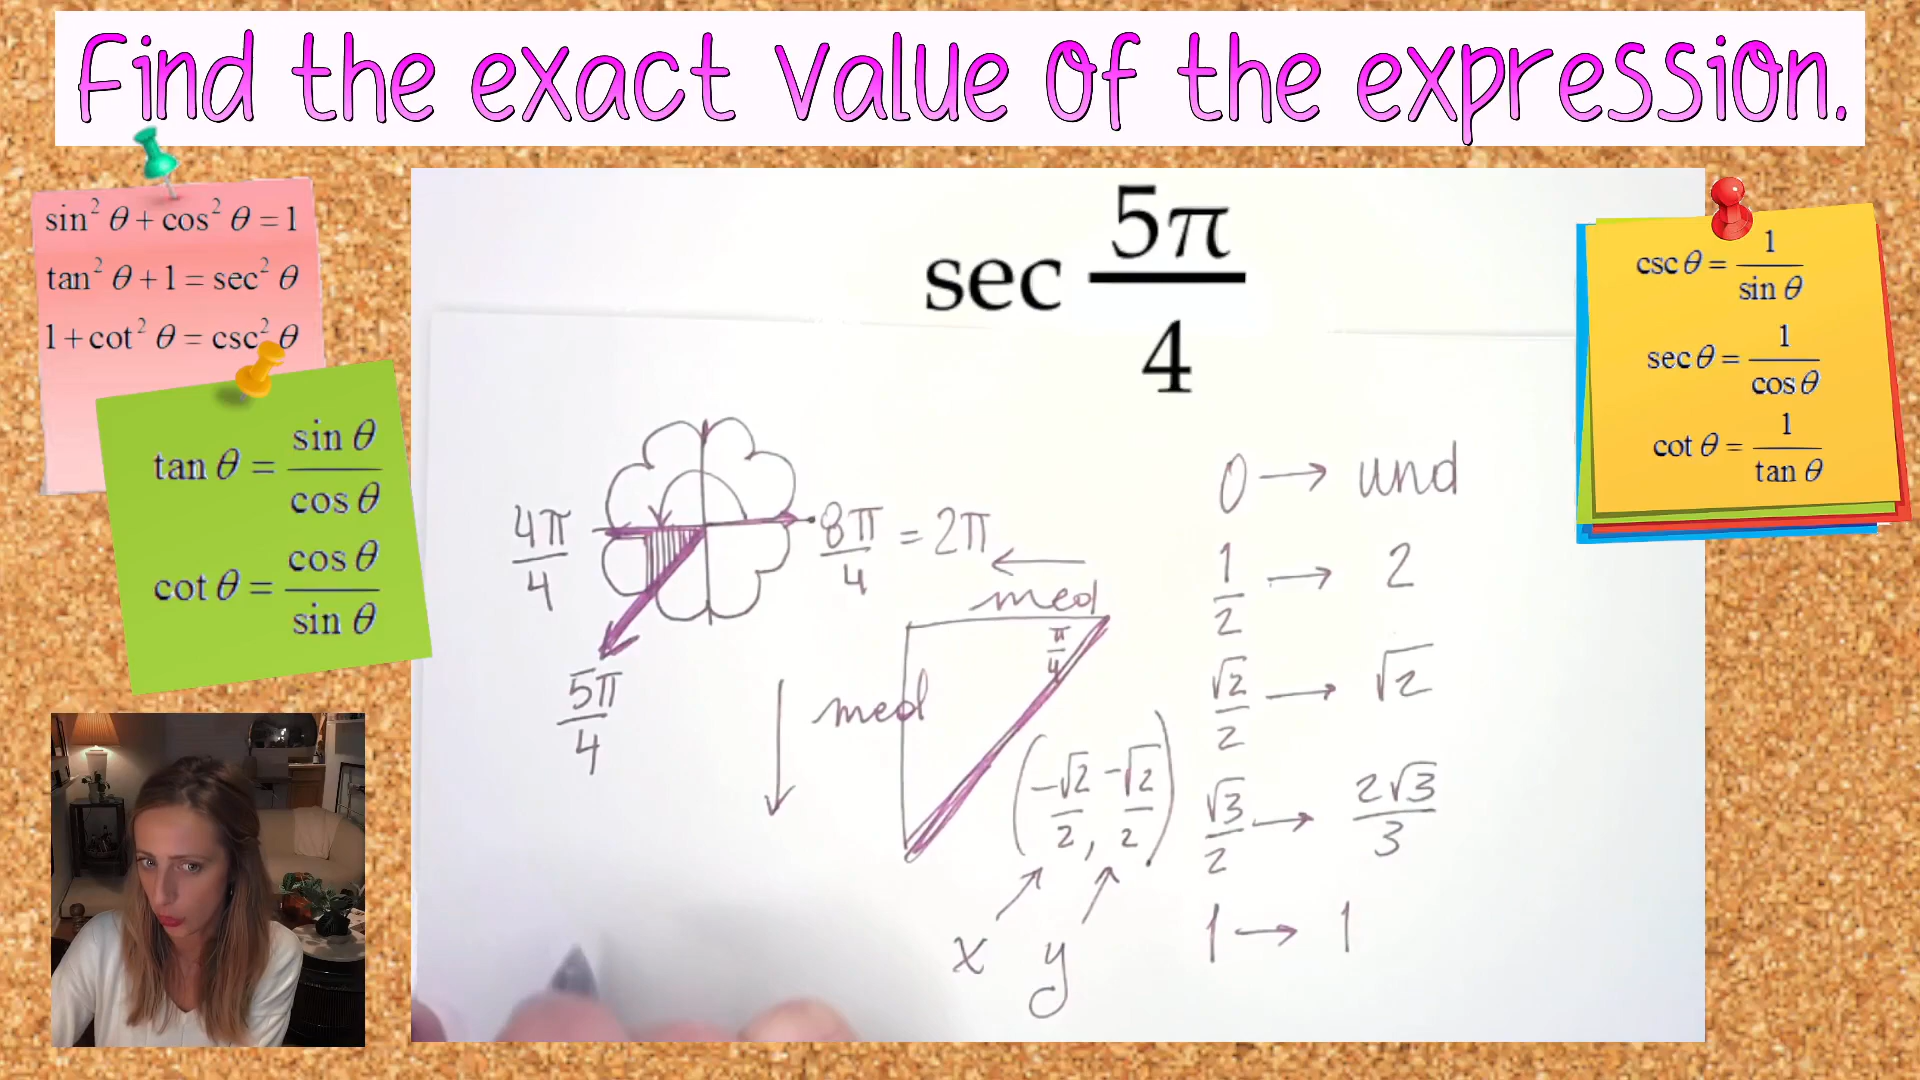 Find the exact value of the expression.
sin² θ + cos² θ = 1
tan² θ + 1 = sec² θ
1 + cot² θ = csc² θ
tan θ = sin θ / cos θ
cot θ = cos θ / sin θ
sec 5π/4
csc θ = 1 / sin θ
sec θ = 1 / cos θ
cot θ = 1 / tan θ
4π/4
8π/4 = 2π
5π/4
med
π/4
med
(-√2/2, -√2/2)
x y
0 → und
1/2 → 2
√2/2 → √2
√3/2 → 2√3/3
1 → 1